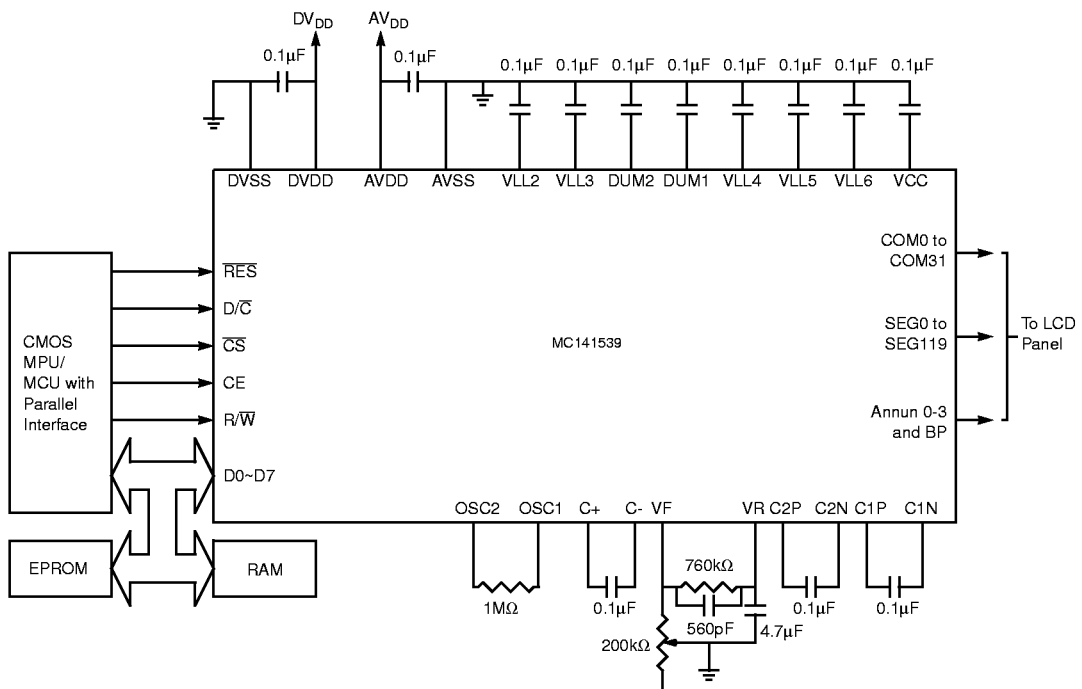 DVDD AVDD
0.1µF 0.1µF 0.1µF 0.1µF 0.1µF 0.1µF 0.1µF 0.1µF 0.1µF 0.1µF
DVSS DVDD AVDD AVSS VLL2 VLL3 DUM2 DUM1 VLL4 VLL5 VLL6 VCC
CMOS
MPU/
MCU with
Parallel
Interface
R̅E̅S̅
D/C̅
C̅S̅
CE
R/W̅
D0~D7
MC141539
COM0 to
COM31
SEG0 to
SEG119
Annun 0-3
and BP
To LCD
Panel
OSC2 OSC1 C+ C- VF VR C2P C2N C1P C1N
EPROM
RAM
1MΩ
0.1µF
760kΩ
560pF
200kΩ
4.7µF
0.1µF
0.1µF